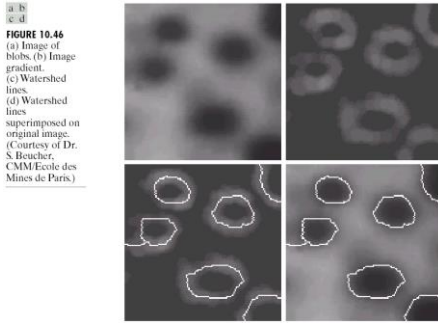 a b
c d
FIGURE 10.46
(a) Image of
blobs. (b) Image
gradient.
(c) Watershed
lines.
(d) Watershed
lines
superimposed on
original image.
(Courtesy of Dr.
S. Beucher,
CMM/Ecole des
Mines de Paris.)